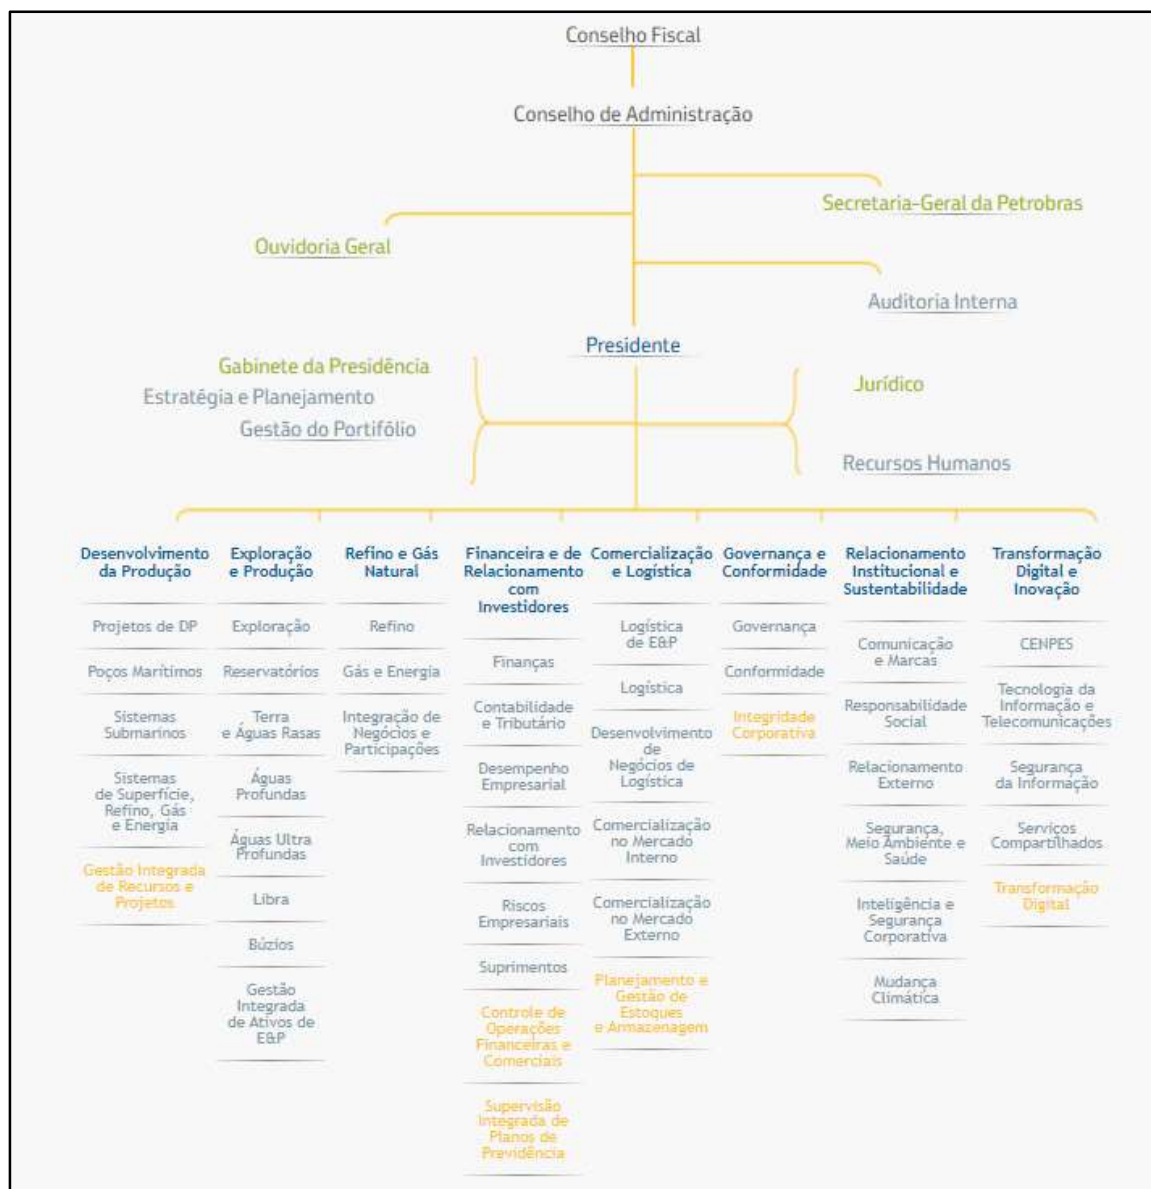 Conselho Fiscal
Conselho de Administração
Secretaria-Geral da Petrobras
Ouvidoria Geral
Auditoria Interna
Presidente
Gabinete da Presidência
Estratégia e Planejamento
Gestão do Portifólio
Jurídico
Recursos Humanos
Desenvolvimento
da Produção
Projetos de DP
Poços Marítimos
Sistemas
Submarinos
Sistemas
de Superfície,
Refino, Gás
e Energia
Gestão Integrada
de Recursos e
Projetos
Exploração
e Produção
Exploração
Reservatórios
Terra
e Águas Rasas
Águas
Profundas
Águas Ultra
Profundas
Libra
Búzios
Gestão
Integrada
de Ativos de
E&P
Refino e Gás
Natural
Refino
Gás e Energia
Integração de
Negócios e
Participações
Financeira e de
Relacionamento
com
Investidores
Finanças
Contabilidade
e Tributário
Desempenho
Empresarial
Relacionamento
com
Investidores
Riscos
Empresariais
Suprimentos
Controle de
Operações
Financeiras e
Comerciais
Supervisão
Integrada de
Planos de
Previdência
Comercialização
e Logística
Logística
de E&P
Logística
Desenvolvimento
de
Negócios de
Logística
Comercialização
no Mercado
Interno
Comercialização
no Mercado
Externo
Planejamento e
Gestão de
Estoques
e Armazenagem
Governança e
Conformidade
Governança
Conformidade
Integridade
Corporativa
Relacionamento
Institucional e
Sustentabilidade
Comunicação
e Marcas
Responsabilidade
Social
Relacionamento
Externo
Segurança,
Meio Ambiente e
Saúde
Inteligência e
Segurança
Corporativa
Mudança
Climática
Transformação
Digital e
Inovação
CENPES
Tecnologia da
Informação e
Telecomunicações
Segurança
da Informação
Serviços
Compartilhados
Transformação
Digital